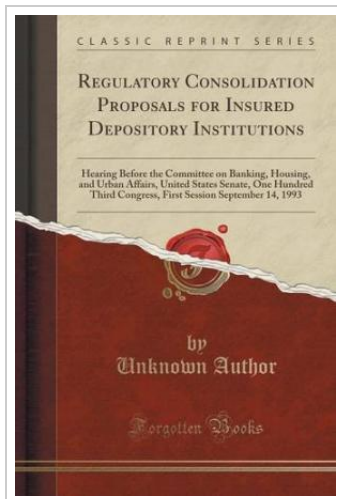 CLASSIC REPRINT SERIES
REGULATORY CONSOLIDATION
PROPOSALS FOR INSURED
DEPOSITORY INSTITUTIONS
Hearing Before the Committee on Banking, Housing,
and Urban Affairs, United States Senate, One Hundred
Third Congress, First Session September 14, 1993
by
Unknown Author
Forgotten Books